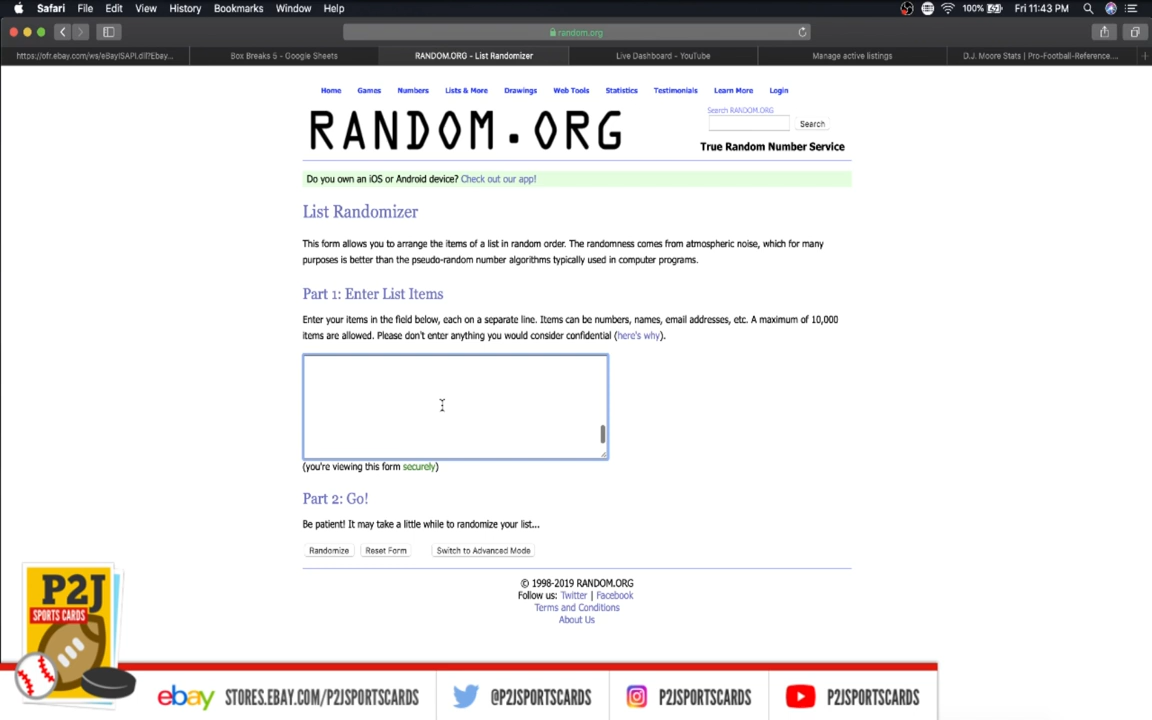 Safari File Edit View History Bookmarks Window Help 100% Fri 11:43 PM
random.org
https://ofr.ebay.com/ws/eBayISAPI.dll?Ebay... Box Breaks 5 - Google Sheets RANDOM.ORG - List Randomizer Live Dashboard - YouTube Manage active listings D.J. Moore Stats | Pro-Football-Reference....
Home Games Numbers Lists & More Drawings Web Tools Statistics Testimonials Learn More Login
Search RANDOM.ORG
RANDOM.ORG
Search
True Random Number Service
Do you own an iOS or Android device? Check out our app!
List Randomizer
This form allows you to arrange the items of a list in random order. The randomness comes from atmospheric noise, which for many
purposes is better than the pseudo-random number algorithms typically used in computer programs.
Part 1: Enter List Items
Enter your items in the field below, each on a separate line. Items can be numbers, names, email addresses, etc. A maximum of 10,000
items are allowed. Please don't enter anything you would consider confidential (here's why).
(you're viewing this form securely)
Part 2: Go!
Be patient! It may take a little while to randomize your list...
Randomize Reset Form Switch to Advanced Mode
© 1998-2019 RANDOM.ORG
Follow us: Twitter | Facebook
Terms and Conditions
About Us
P2J
SPORTS CARDS
ebay STORES.EBAY.COM/P2JSPORTSCARDS @P2JSPORTSCARDS P2JSPORTSCARDS P2JSPORTSCARDS